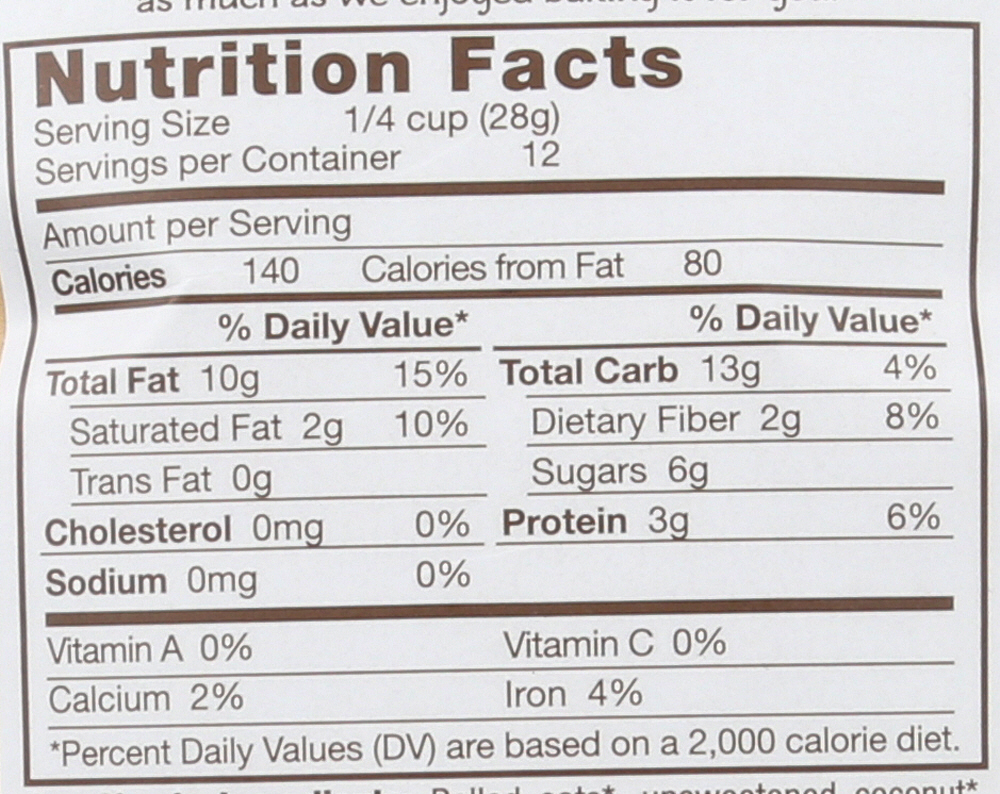 as much as we enjoyed baking it for you.
Nutrition Facts
Serving Size 1/4 cup (28g)
Servings per Container 12
Amount per Serving
Calories 140 Calories from Fat 80
% Daily Value* % Daily Value*
Total Fat 10g 15% Total Carb 13g 4%
Saturated Fat 2g 10% Dietary Fiber 2g 8%
Trans Fat 0g Sugars 6g
Cholesterol 0mg 0% Protein 3g 6%
Sodium 0mg 0%
Vitamin A 0% Vitamin C 0%
Calcium 2% Iron 4%
*Percent Daily Values (DV) are based on a 2,000 calorie diet.
Rolled oats*, unsweetened coconut*